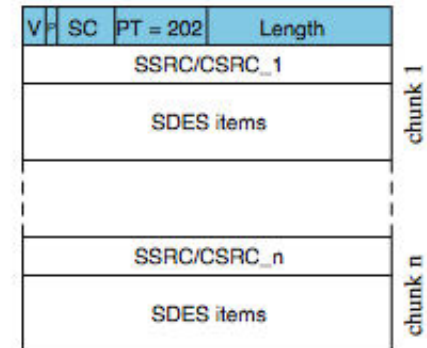 V P SC PT = 202 Length
SSRC/CSRC_1
SDES items
chunk 1
SSRC/CSRC_n
SDES items
chunk n